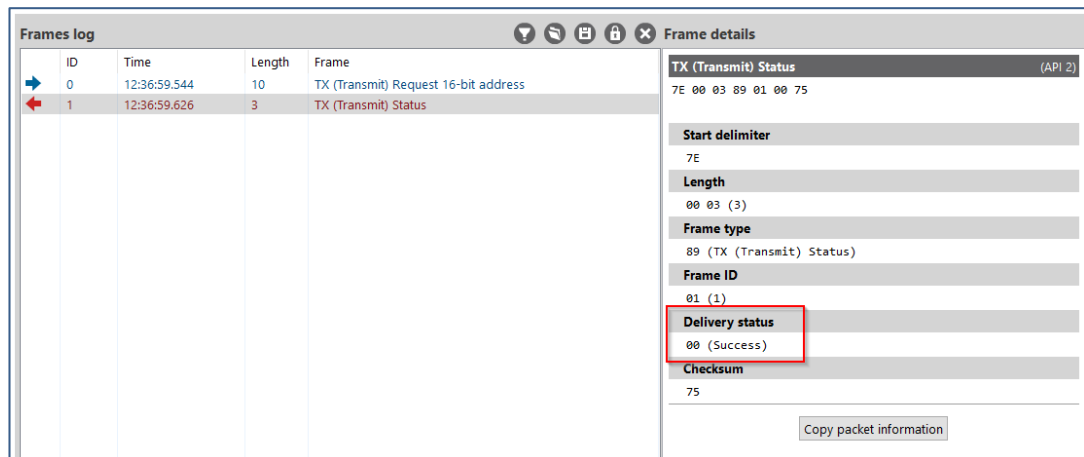 Frames log
ID Time Length Frame
0 12:36:59.544 10 TX (Transmit) Request 16-bit address
1 12:36:59.626 3 TX (Transmit) Status
Frame details
TX (Transmit) Status (API 2)
7E 00 03 89 01 00 75
Start delimiter
7E
Length
00 03 (3)
Frame type
89 (TX (Transmit) Status)
Frame ID
01 (1)
Delivery status
00 (Success)
Checksum
75
Copy packet information